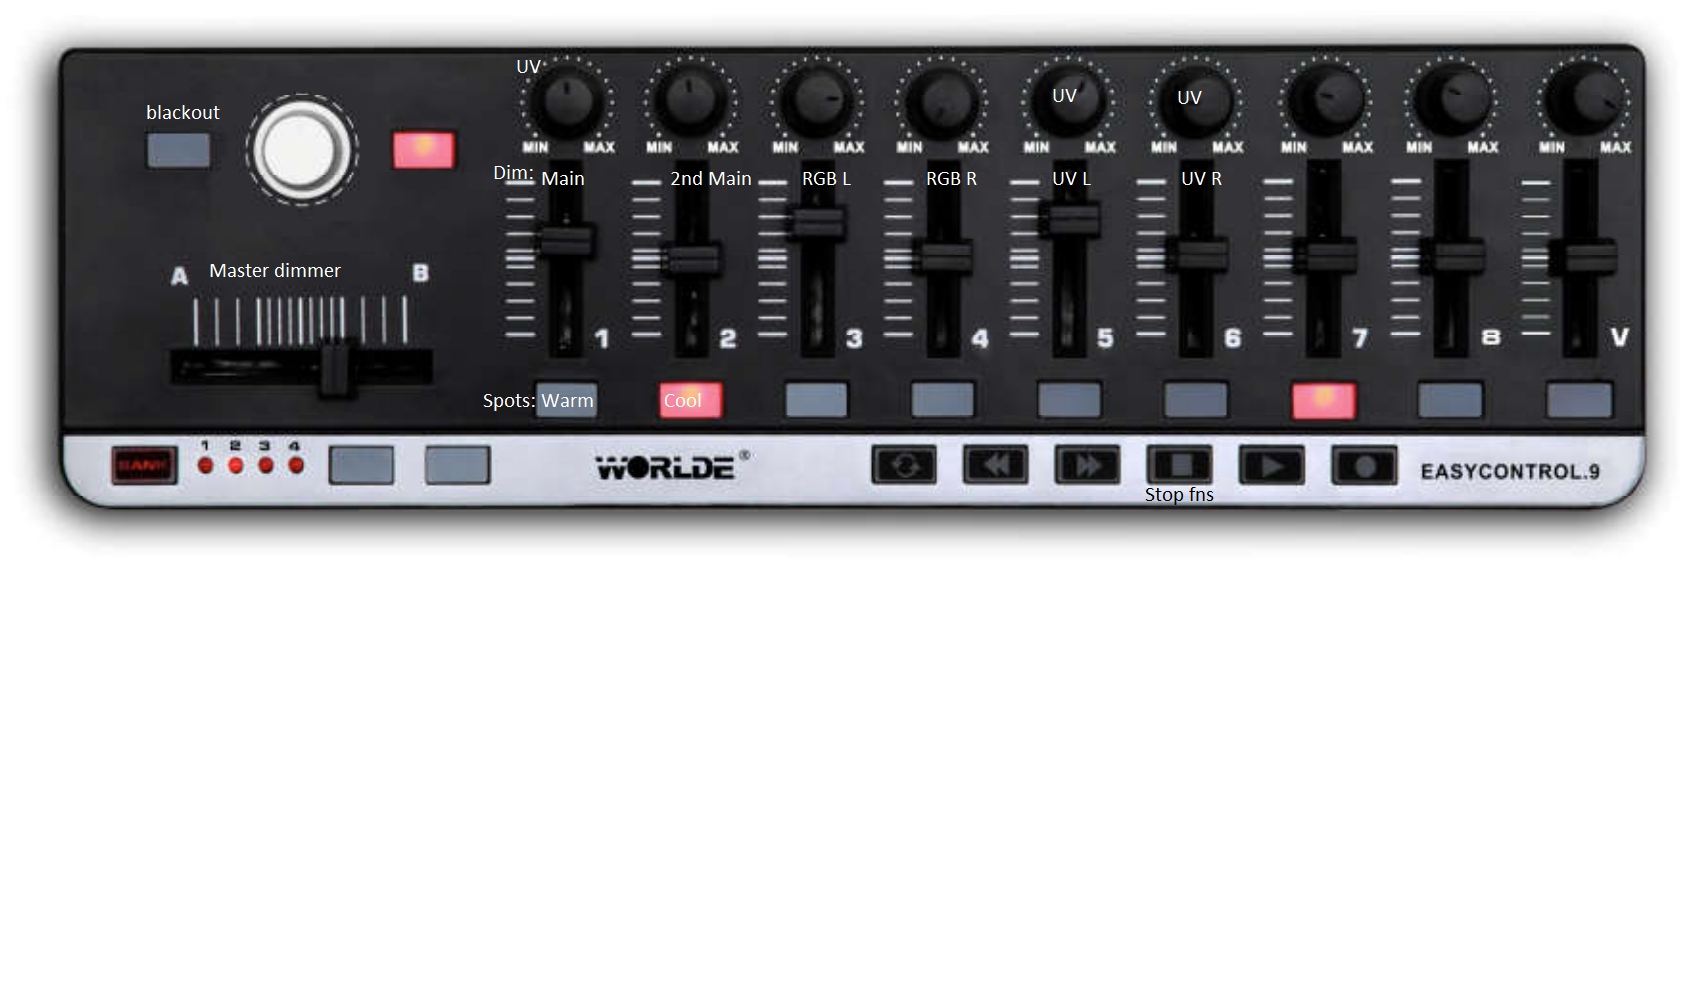 UV
blackout
UV
UV
MIN MAX
MIN MAX
MIN MAX
MIN MAX
MIN MAX
MIN MAX
MIN MAX
MIN MAX
MIN MAX
Dim: Main
2nd Main
RGB L
RGB R
UV L
UV R
A
Master dimmer
B
1
2
3
4
5
6
7
8
V
Spots: Warm
Cool
BANK
1 2 3 4
WORLDE®
EASYCONTROL.9
Stop fns